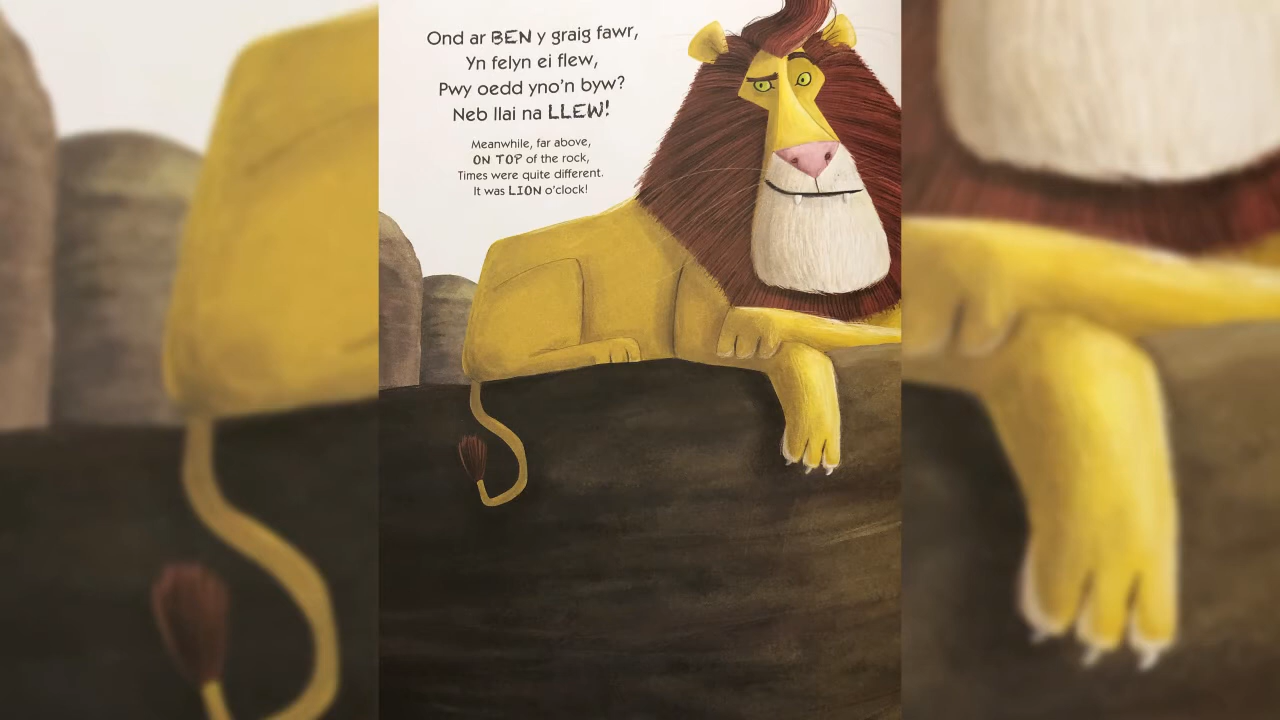 Ond ar BEN y graig fawr,
Yn felyn ei flew,
Pwy oedd yno'n byw?
Neb llai na LLEW!
Meanwhile, far above,
ON TOP of the rock,
Times were quite different.
It was LION o'clock!